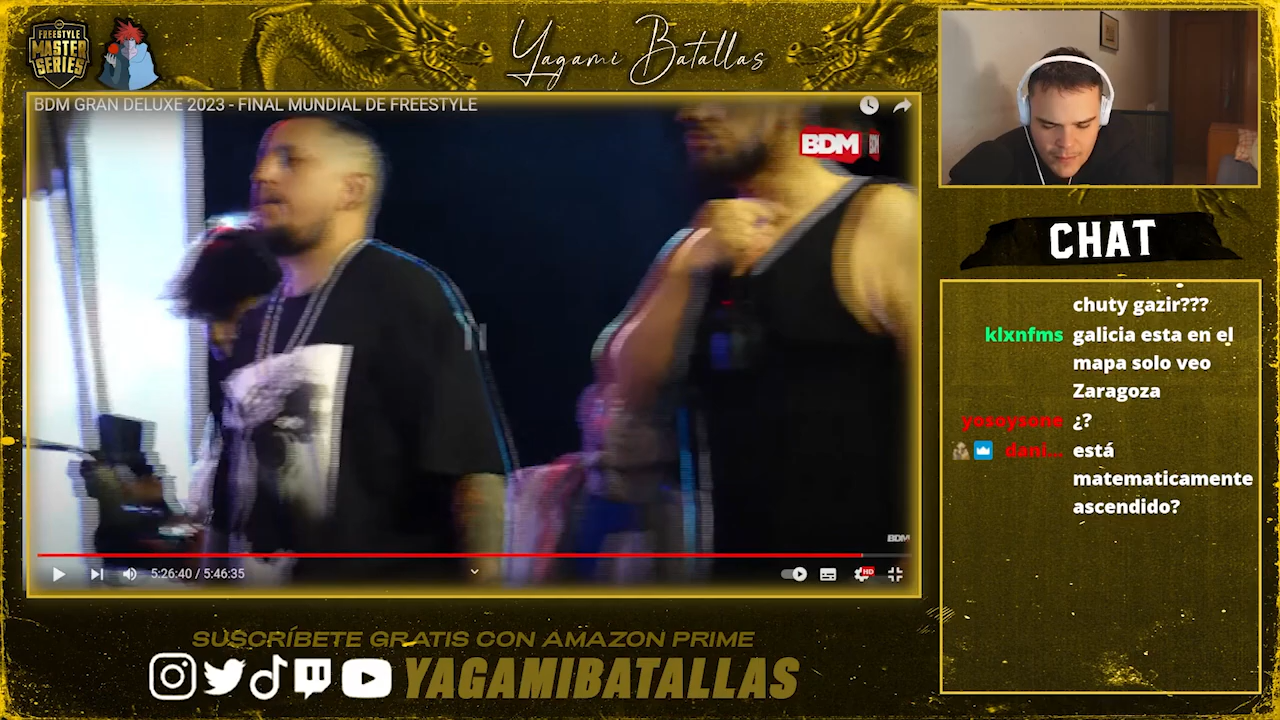 FREESTYLE
MASTER
SERIES
Yagami Batallas
BDM GRAN DELUXE 2023 - FINAL MUNDIAL DE FREESTYLE
BDM
CHAT
chuty gazir???
klxnfms galicia esta en el
mapa solo veo
Zaragoza
yosoysone ¿?
dani... está
matematicamente
ascendido?
BDM
5:26:40 / 5:46:35
HD
SUSCRÍBETE GRATIS CON AMAZON PRIME
YAGAMIBATALLAS